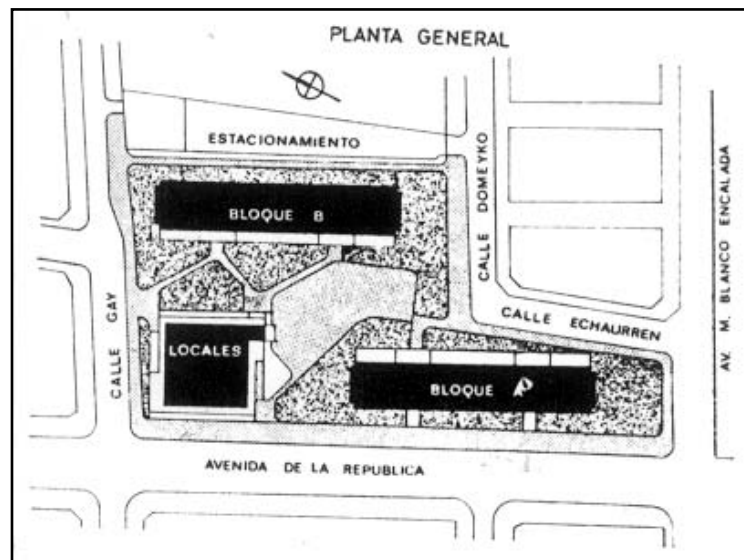 PLANTA GENERAL
ESTACIONAMIENTO
BLOQUE B
CALLE DOMEYKO
AV. M. BLANCO ENCALADA
CALLE GAY
CALLE ECHAURREN
LOCALES
BLOQUE A
AVENIDA DE LA REPUBLICA